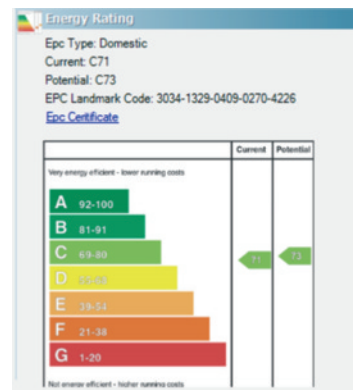 Energy Rating
Epc Type: Domestic
Current: C71
Potential: C73
EPC Landmark Code: 3034-1329-0409-0270-4226
Epc Certificate
Current Potential
Very energy efficient - lower running costs
A 92-100
B 81-91
C 69-80 71 73
D 55-68
E 39-54
F 21-38
G 1-20
Not energy efficient - higher running costs